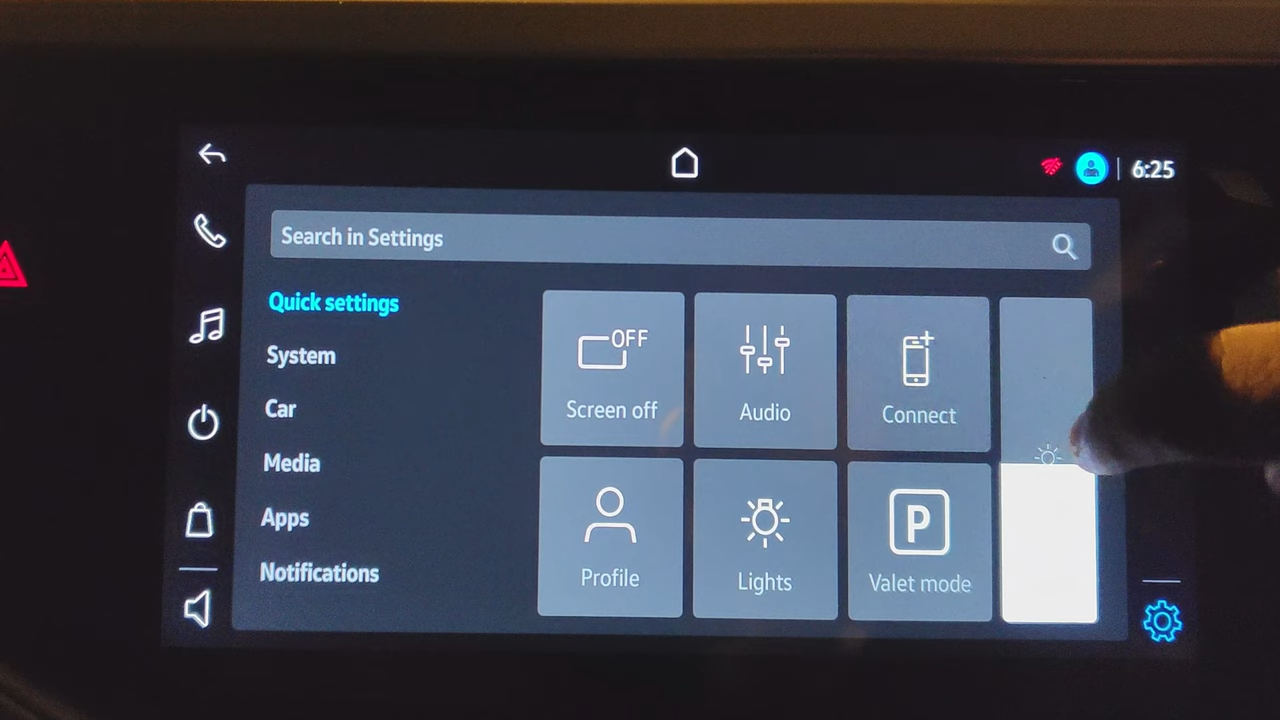 6:25
Search in Settings
Quick settings
System
Car
Media
Apps
Notifications
OFF
Screen off
Audio
Connect
Profile
Lights
P
Valet mode